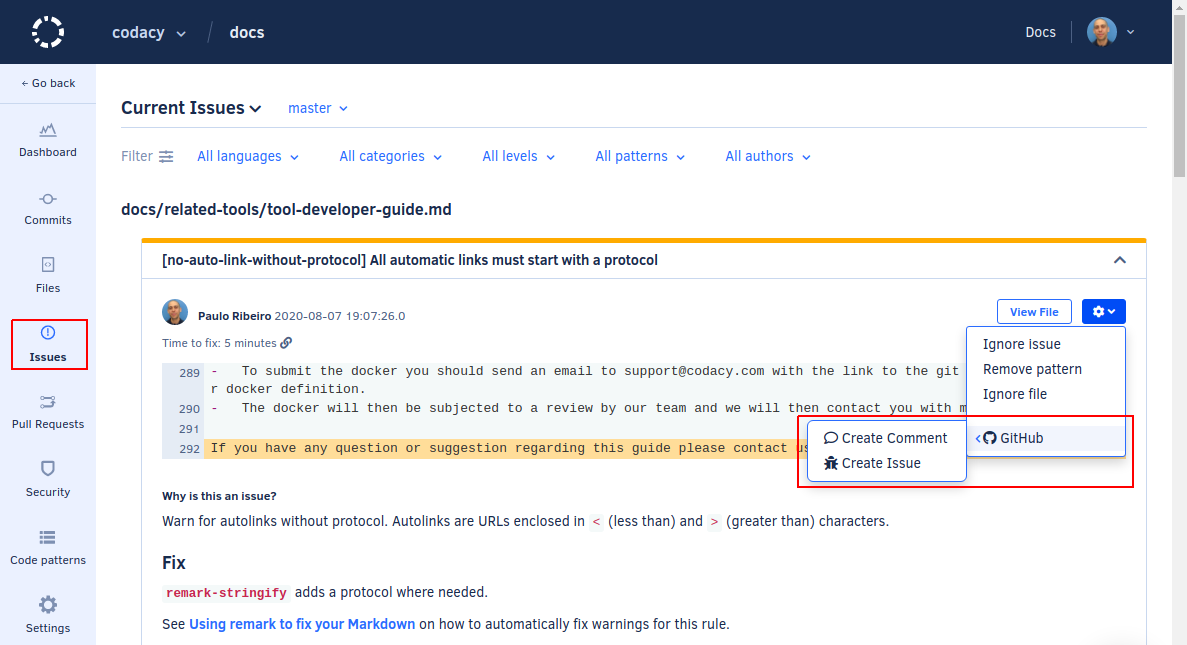 codacy / docs
Docs
← Go back
Dashboard
Commits
Files
Issues
Pull Requests
Security
Code patterns
Settings
Current Issues
master
Filter
All languages
All categories
All levels
All patterns
All authors
docs/related-tools/tool-developer-guide.md
[no-auto-link-without-protocol] All automatic links must start with a protocol
Paulo Ribeiro 2020-08-07 19:07:26.0
View File
Time to fix: 5 minutes
Ignore issue
Remove pattern
Ignore file
GitHub
Create Comment
Create Issue
289 - To submit the docker you should send an email to support@codacy.com with the link to the git
r docker definition.
290 - The docker will then be subjected to a review by our team and we will then contact you with
291
292 If you have any question or suggestion regarding this guide please contact
Why is this an issue?
Warn for autolinks without protocol. Autolinks are URLs enclosed in < (less than) and > (greater than) characters.
Fix
remark-stringify adds a protocol where needed.
See Using remark to fix your Markdown on how to automatically fix warnings for this rule.